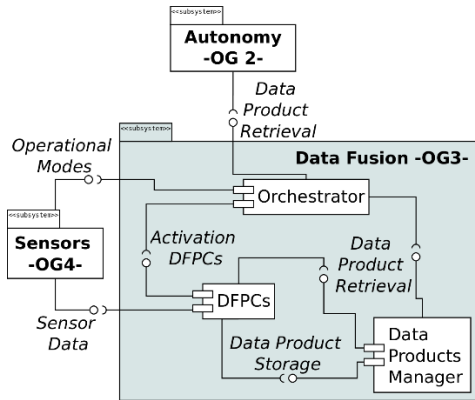 <<subsystem>>
Autonomy
-OG 2-
Data
Product
Retrieval
<<subsystem>>
Operational
Modes
Data Fusion -OG3-
Orchestrator
<<subsystem>>
Sensors
-OG4-
Activation
DFPCs
Data
Product
Retrieval
DFPCs
Sensor
Data
Data Product
Storage
Data
Products
Manager